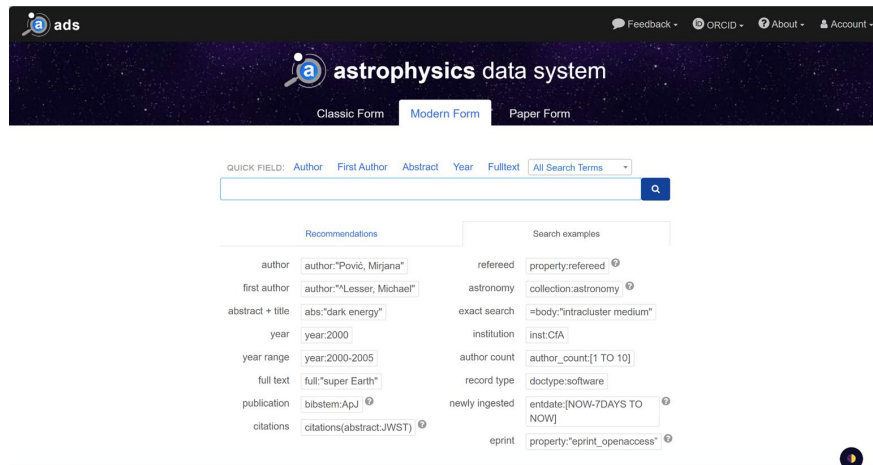 ads
Feedback
ORCID
About
Account
astrophysics data system
Classic Form Modern Form Paper Form
QUICK FIELD: Author First Author Abstract Year Fulltext All Search Terms
Recommendations Search examples
author author:"Pović, Mirjana" refereed property:refereed
first author author:"^Lesser, Michael" astronomy collection:astronomy
abstract + title abs:"dark energy" exact search =body:"intracluster medium"
year year:2000 institution inst:CfA
year range year:2000-2005 author count author_count:[1 TO 10]
full text full:"super Earth" record type doctype:software
publication bibstem:ApJ newly ingested entdate:[NOW-7DAYS TO
NOW]
citations citations(abstract:JWST)
eprint property:"eprint_openaccess"